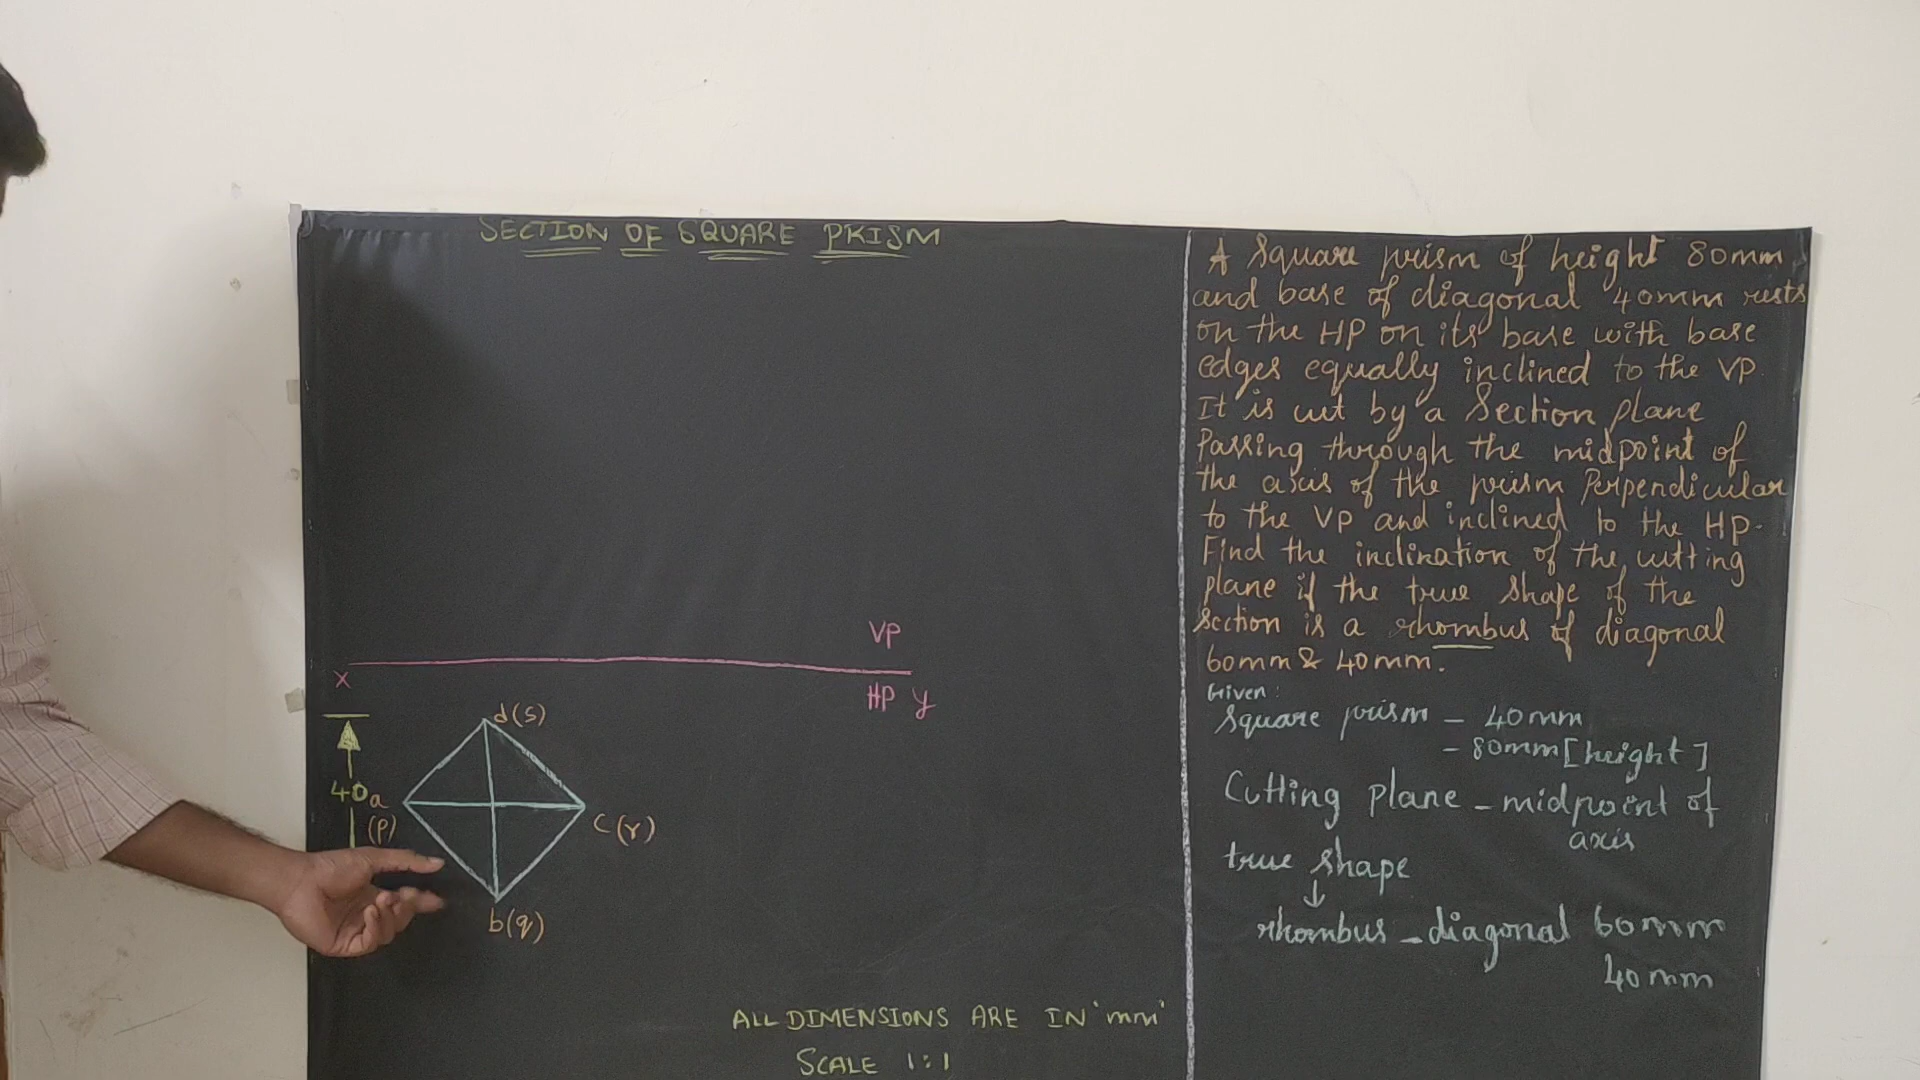 SECTION OF SQUARE PRISM
A Square prism of height 80mm
and base of diagonal 40mm rests
on the HP on its base with base
edges equally inclined to the VP.
It is cut by a Section plane
Passing through the midpoint of
the axis of the prism Perpendicular
to the VP and inclined to the HP.
Find the inclination of the cutting
plane if the true shape of the
section is a rhombus of diagonal
60mm & 40mm.
Given:
Square prism - 40mm
- 80mm [height]
Cutting plane - midpoint of
axis
true shape
↓
rhombus - diagonal 60mm
40mm
VP
X
HP y
d(s)
40
a
(p)
c(r)
b(q)
ALL DIMENSIONS ARE IN 'mm'
SCALE 1:1